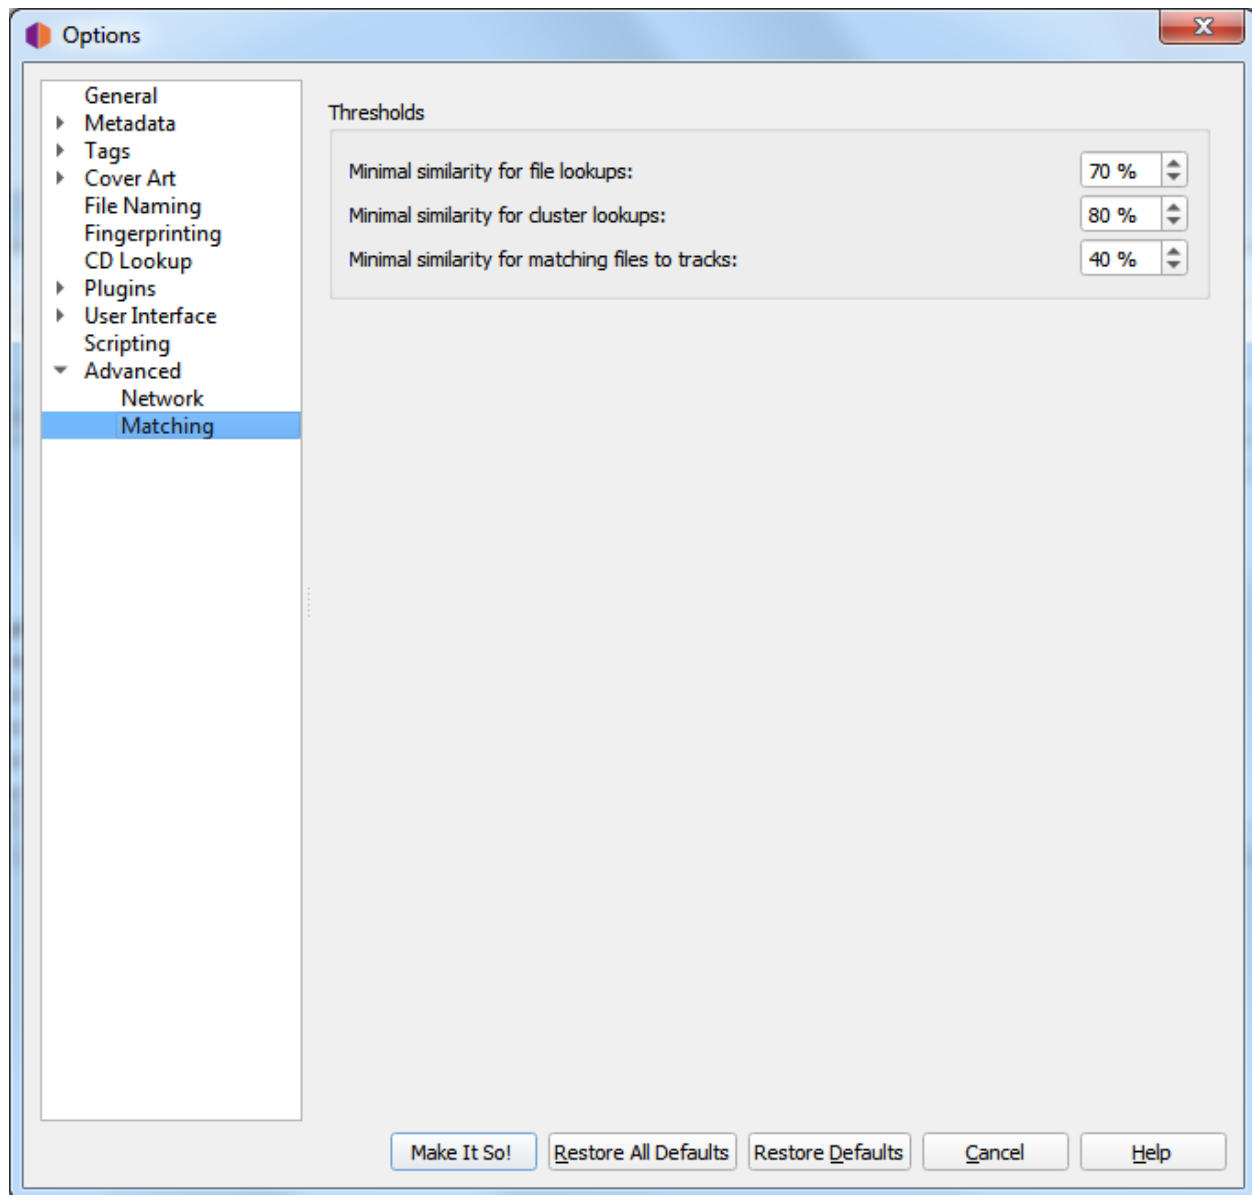 Options
General
Metadata
Tags
Cover Art
File Naming
Fingerprinting
CD Lookup
Plugins
User Interface
Scripting
Advanced
Network
Matching
Thresholds
Minimal similarity for file lookups: 70 %
Minimal similarity for cluster lookups: 80 %
Minimal similarity for matching files to tracks: 40 %
Make It So! Restore All Defaults Restore Defaults Cancel Help